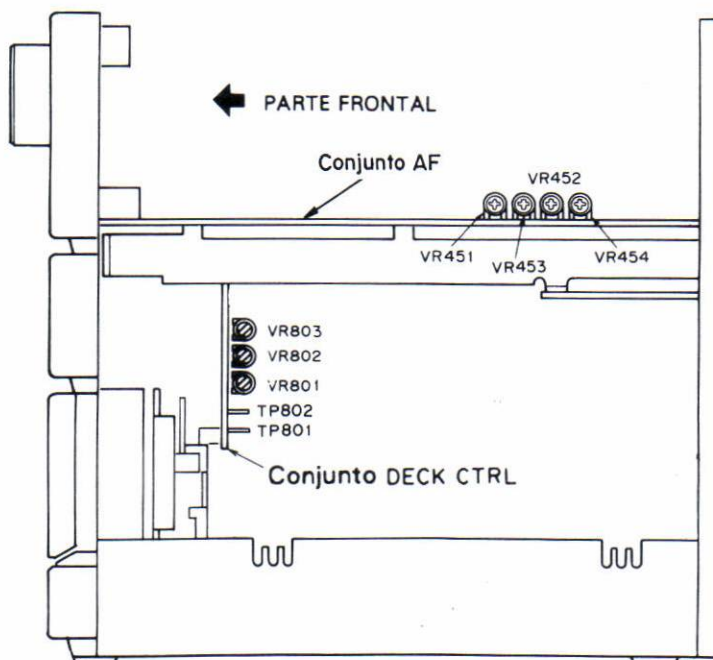 PARTE FRONTAL
Conjunto AF
VR452
VR451
VR453
VR454
VR803
VR802
VR801
TP802
TP801
Conjunto DECK CTRL